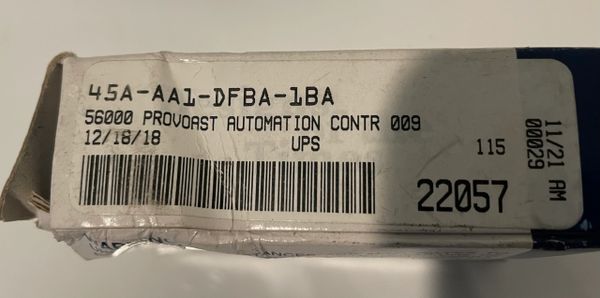 45A-AA1-DFBA-1BA
56000 PROVOAST AUTOMATION CONTR 009
12/18/18 UPS 115
22057
11/21 AM
00029